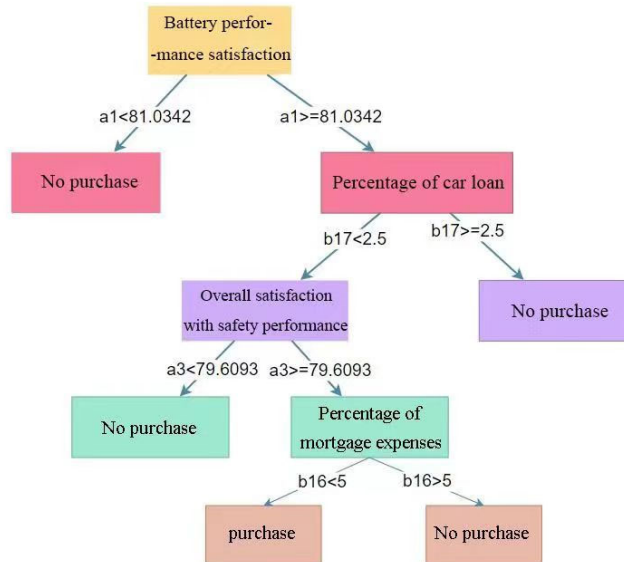 Battery perfor-
-mance satisfaction
a1<81.0342
a1>=81.0342
No purchase
Percentage of car loan
b17<2.5
b17>=2.5
Overall satisfaction
with safety performance
No purchase
a3<79.6093
a3>=79.6093
No purchase
Percentage of
mortgage expenses
b16<5
b16>5
purchase
No purchase